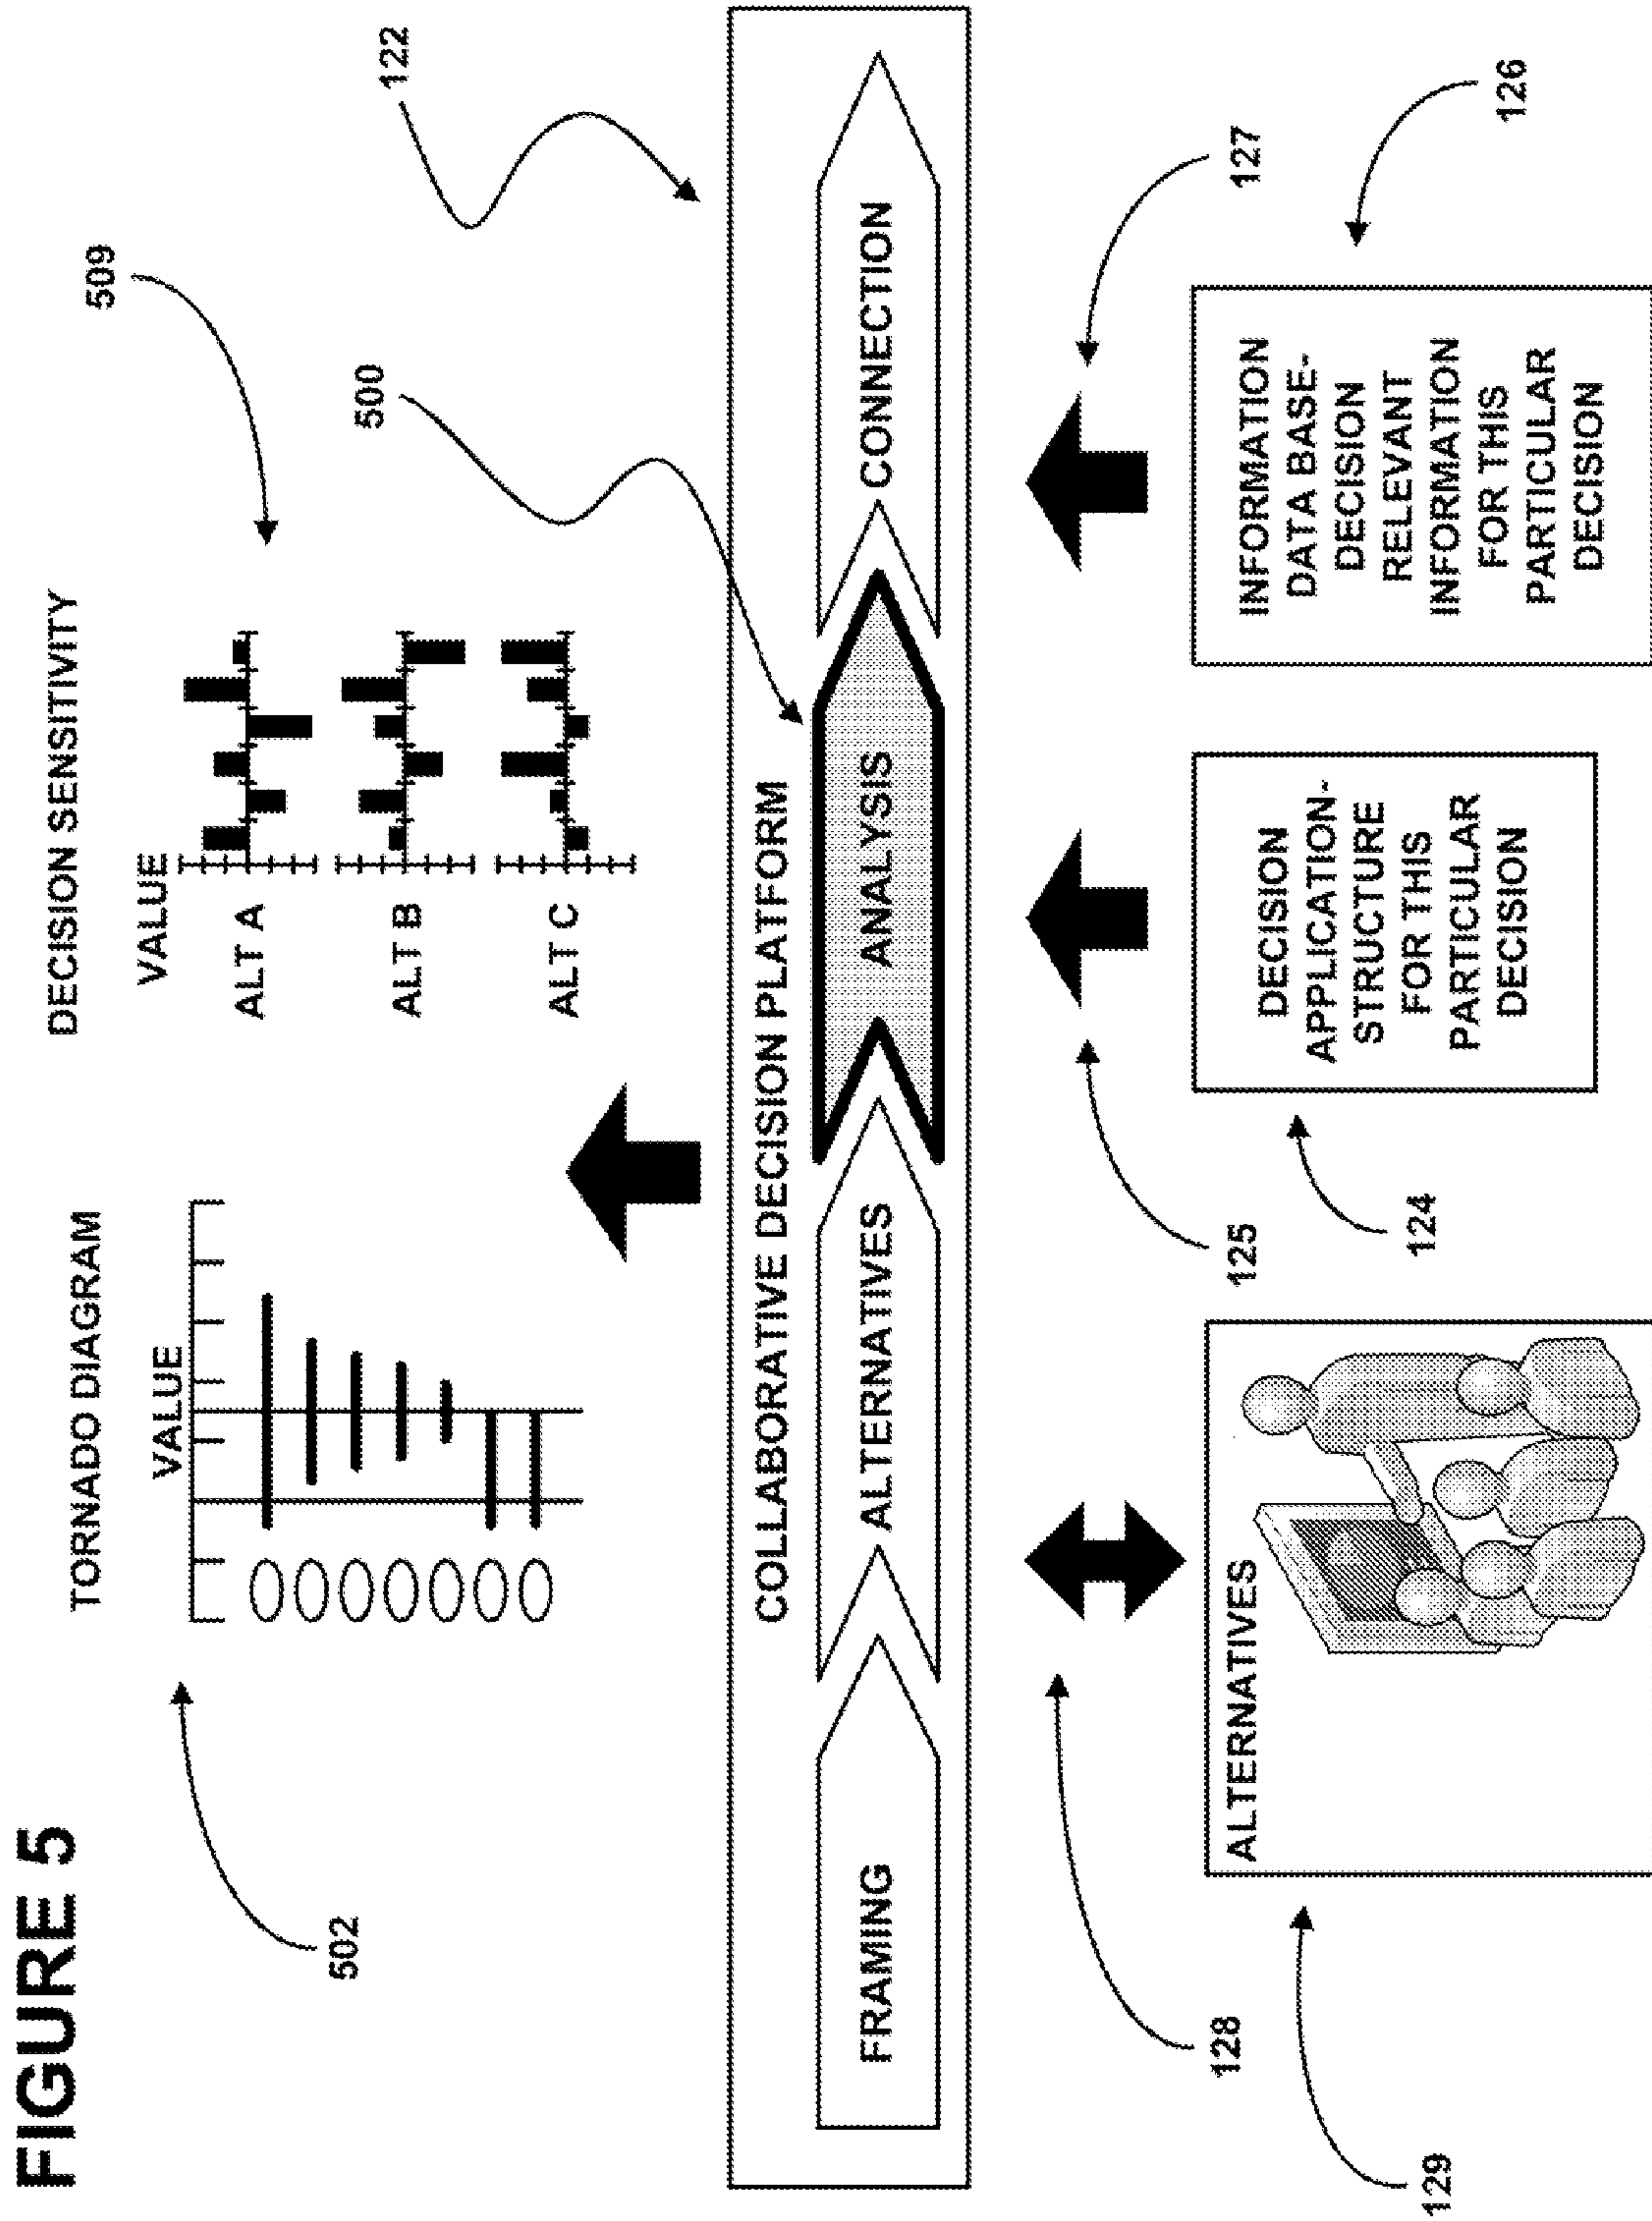 FIGURE 5
TORNADO DIAGRAM
VALUE
502
DECISION SENSITIVITY
VALUE
ALT A
ALT B
ALT C
509
500
122
COLLABORATIVE DECISION PLATFORM
FRAMING
ALTERNATIVES
ANALYSIS
CONNECTION
128
129
ALTERNATIVES
125
124
DECISION
APPLICATION-
STRUCTURE
FOR THIS
PARTICULAR
DECISION
127
126
INFORMATION
DATA BASE-
DECISION
RELEVANT
INFORMATION
FOR THIS
PARTICULAR
DECISION